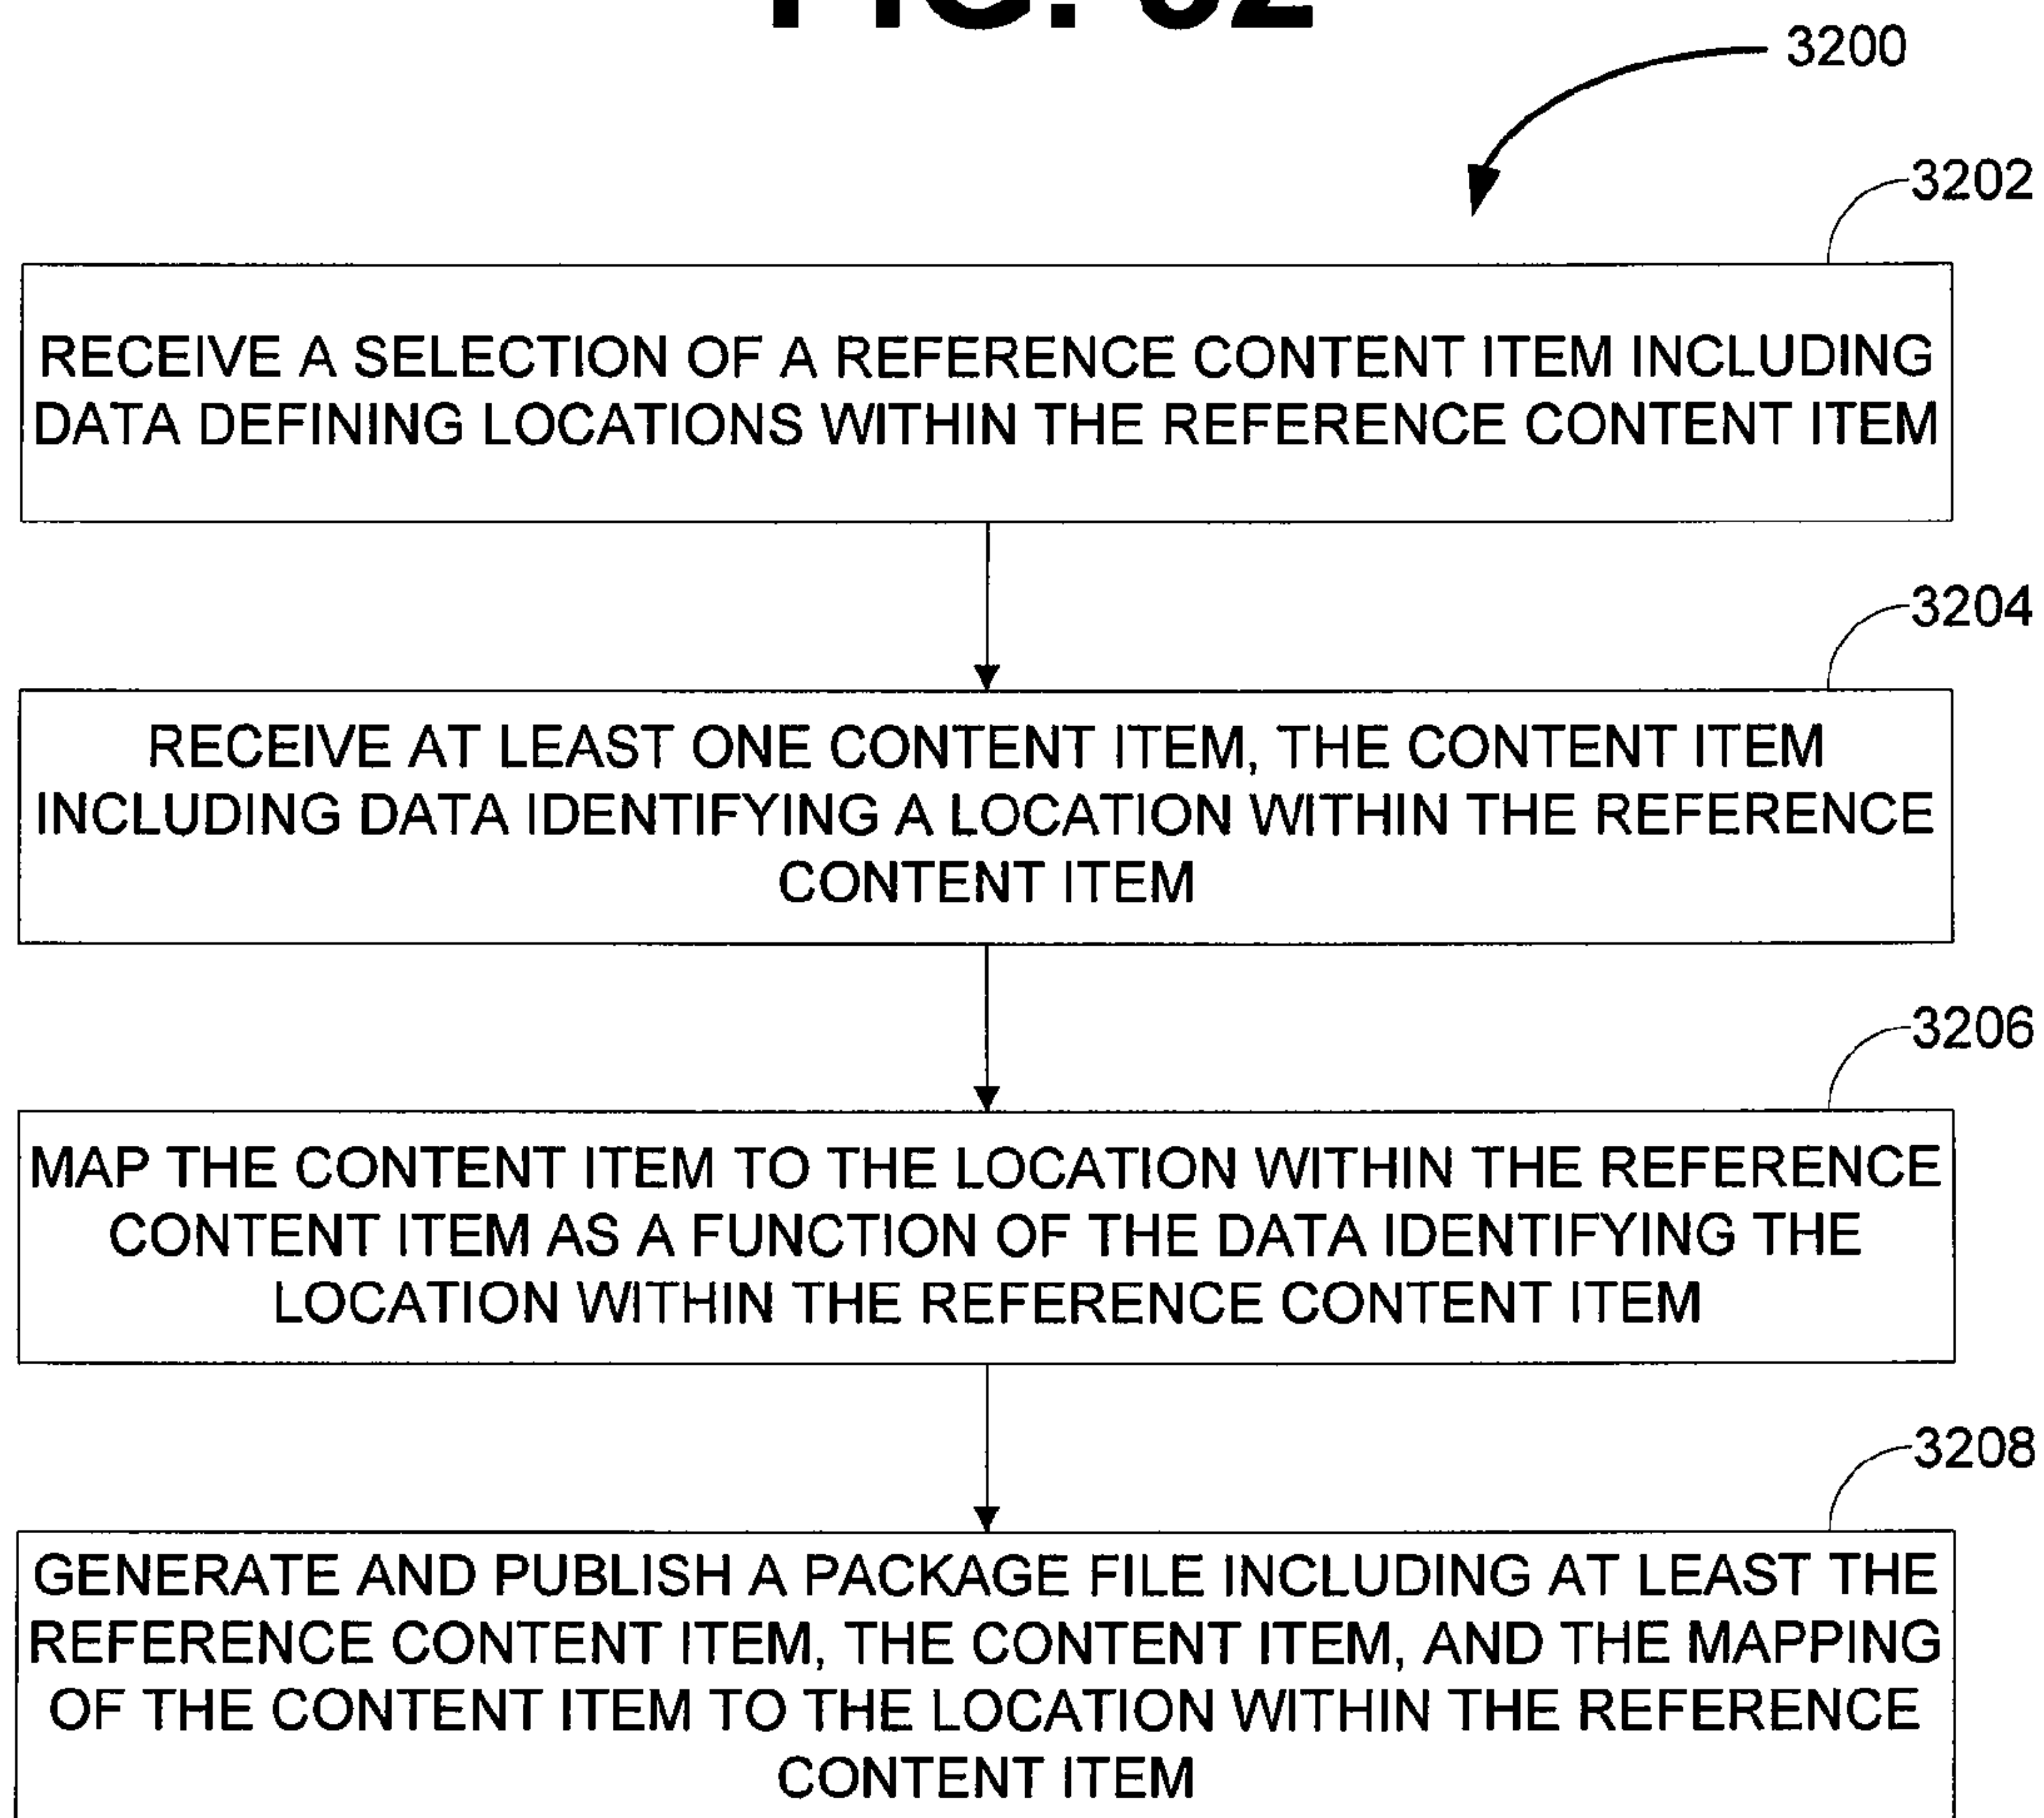 FIG. 32
3200
3202
RECEIVE A SELECTION OF A REFERENCE CONTENT ITEM INCLUDING
DATA DEFINING LOCATIONS WITHIN THE REFERENCE CONTENT ITEM
3204
RECEIVE AT LEAST ONE CONTENT ITEM, THE CONTENT ITEM
INCLUDING DATA IDENTIFYING A LOCATION WITHIN THE REFERENCE
CONTENT ITEM
3206
MAP THE CONTENT ITEM TO THE LOCATION WITHIN THE REFERENCE
CONTENT ITEM AS A FUNCTION OF THE DATA IDENTIFYING THE
LOCATION WITHIN THE REFERENCE CONTENT ITEM
3208
GENERATE AND PUBLISH A PACKAGE FILE INCLUDING AT LEAST THE
REFERENCE CONTENT ITEM, THE CONTENT ITEM, AND THE MAPPING
OF THE CONTENT ITEM TO THE LOCATION WITHIN THE REFERENCE
CONTENT ITEM